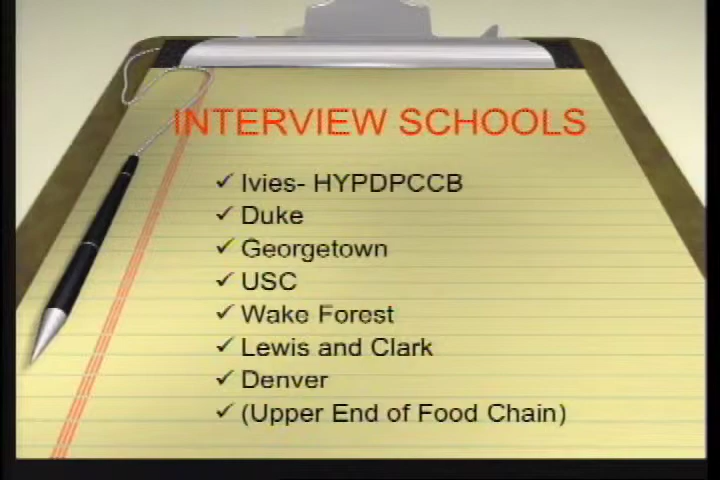 INTERVIEW SCHOOLS
✓ Ivies- HYPDPCCB
✓ Duke
✓ Georgetown
✓ USC
✓ Wake Forest
✓ Lewis and Clark
✓ Denver
✓ (Upper End of Food Chain)